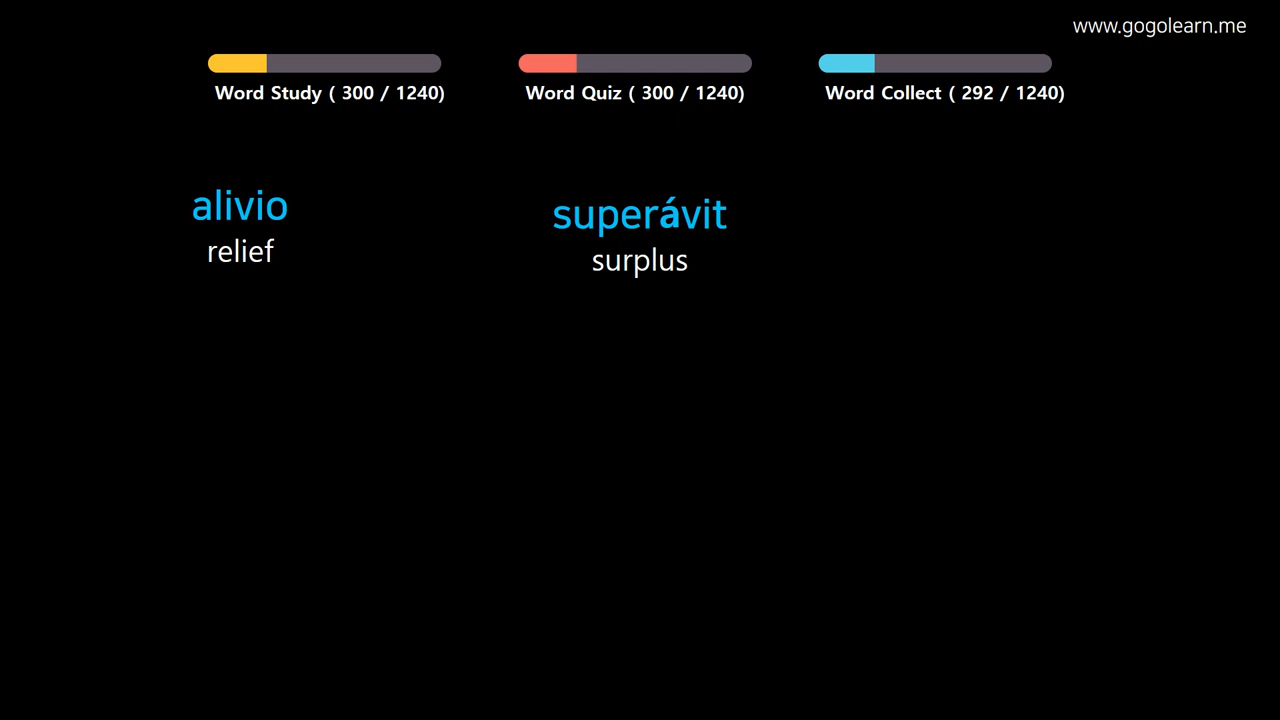 www.gogolearn.me
Word Study ( 300 / 1240)
Word Quiz ( 300 / 1240)
Word Collect ( 292 / 1240)
alivio
relief
superávit
surplus